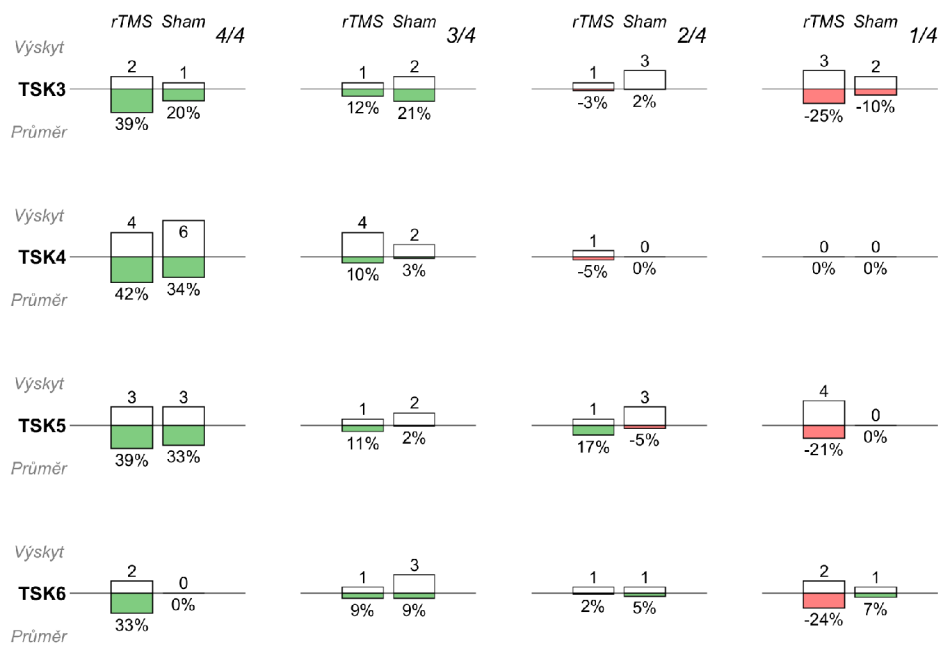 rTMS Sham 4/4 rTMS Sham 3/4 rTMS Sham 2/4 rTMS Sham 1/4
Výskyt
2 1 1 2 1 3 3 2
TSK3
39% 20% 12% 21% -3% 2% -25% -10%
Průměr
Výskyt
4 6 4 2 1 0 0 0
TSK4
42% 34% 10% 3% -5% 0% 0% 0%
Průměr
Výskyt
3 3 1 2 1 3 4 0
TSK5
39% 33% 11% 2% 17% -5% -21% 0%
Průměr
Výskyt
2 0 1 3 1 1 2 1
TSK6
33% 0% 9% 9% 2% 5% -24% 7%
Průměr